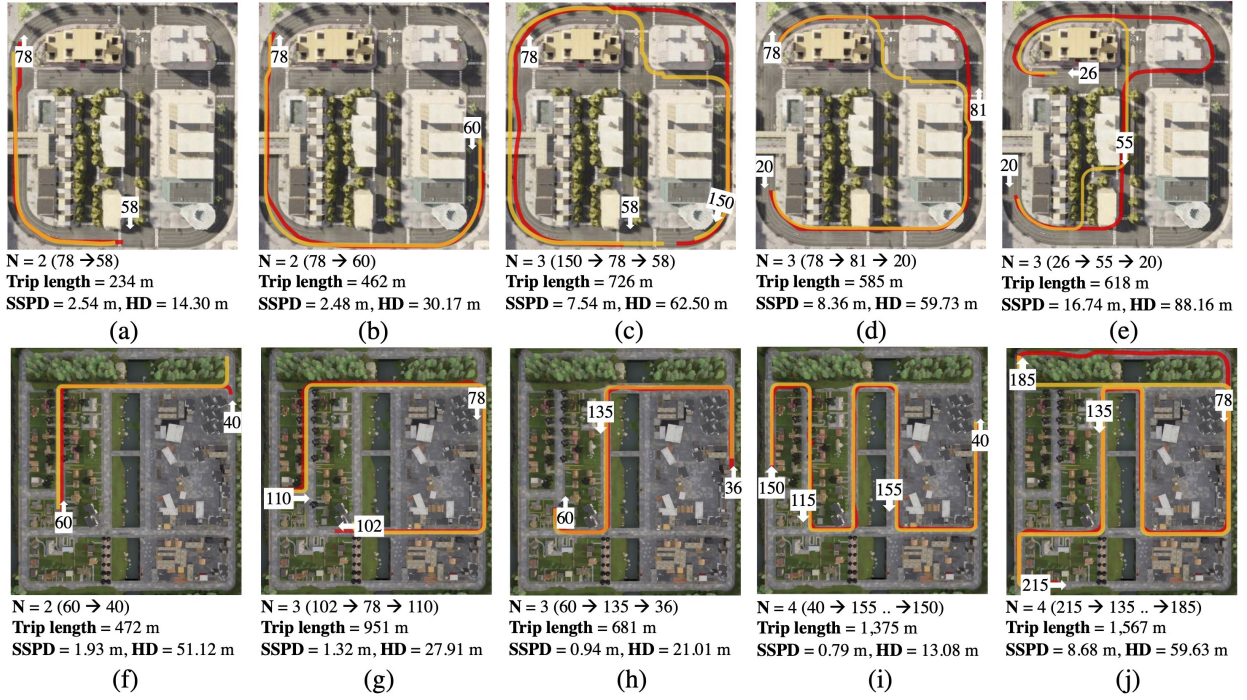 78
58
N = 2 (78 → 58)
Trip length = 234 m
SSPD = 2.54 m, HD = 14.30 m
(a)
78
60
N = 2 (78 → 60)
Trip length = 462 m
SSPD = 2.48 m, HD = 30.17 m
(b)
78
150
58
N = 3 (150 → 78 → 58)
Trip length = 726 m
SSPD = 7.54 m, HD = 62.50 m
(c)
78
81
20
N = 3 (78 → 81 → 20)
Trip length = 585 m
SSPD = 8.36 m, HD = 59.73 m
(d)
26
55
20
N = 3 (26 → 55 → 20)
Trip length = 618 m
SSPD = 16.74 m, HD = 88.16 m
(e)
40
60
N = 2 (60 → 40)
Trip length = 472 m
SSPD = 1.93 m, HD = 51.12 m
(f)
78
110
102
N = 3 (102 → 78 → 110)
Trip length = 951 m
SSPD = 1.32 m, HD = 27.91 m
(g)
135
36
60
N = 3 (60 → 135 → 36)
Trip length = 681 m
SSPD = 0.94 m, HD = 21.01 m
(h)
40
150
115
155
N = 4 (40 → 155 .. →150)
Trip length = 1,375 m
SSPD = 0.79 m, HD = 13.08 m
(i)
185
78
135
215
N = 4 (215 → 135 .. →185)
Trip length = 1,567 m
SSPD = 8.68 m, HD = 59.63 m
(j)